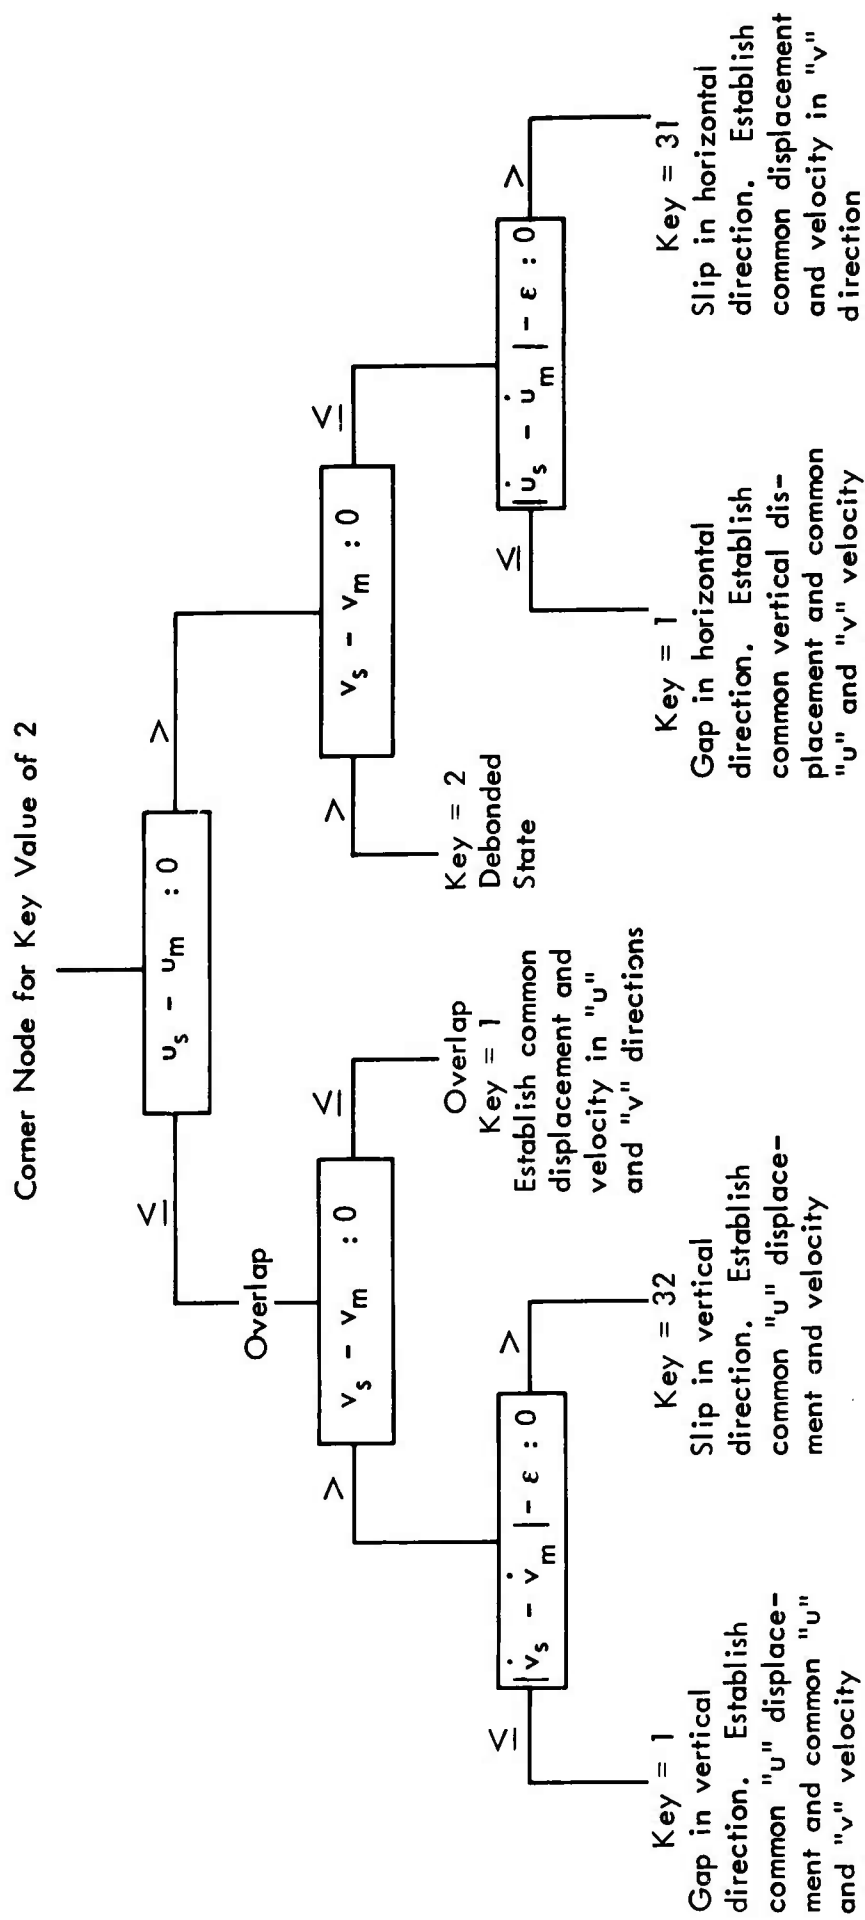 Corner Node for Key Value of 2
u_s - u_m : 0
≤
>
Overlap
v_s - v_m : 0
>
≤
v_s - v_m : 0
>
≤
Overlap
Key = 1
Establish common
displacement and
velocity in "u"
and "v" directions
Key = 2
Debonded
State
|v̇_s - v̇_m| - ε : 0
≤
>
|u̇_s - u̇_m| - ε : 0
≤
>
Key = 1
Gap in vertical
direction. Establish
common "u" displace-
ment and common "u"
and "v" velocity
Key = 32
Slip in vertical
direction. Establish
common "u" displace-
ment and velocity
Key = 1
Gap in horizontal
direction. Establish
common vertical dis-
placement and common
"u" and "v" velocity
Key = 31
Slip in horizontal
direction. Establish
common displacement
and velocity in "v"
direction